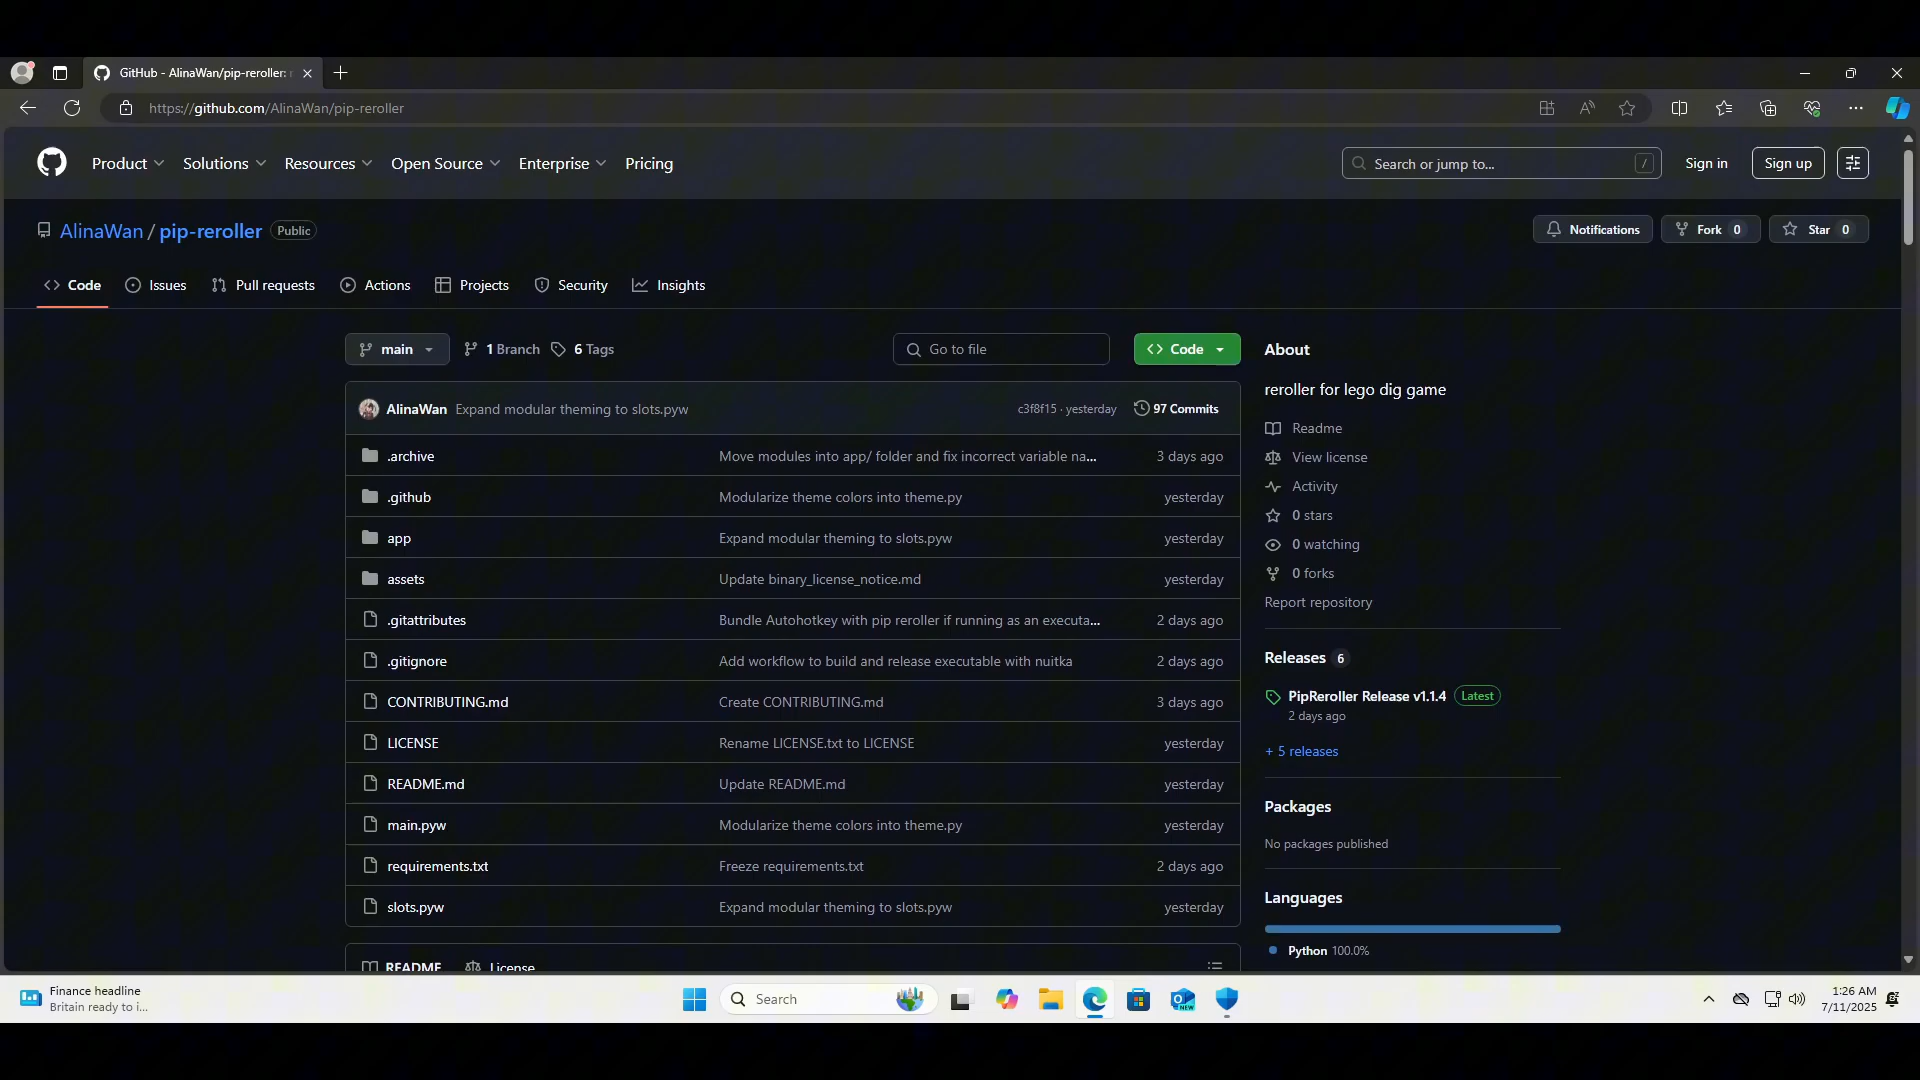 GitHub - AlinaWan/pip-reroller: r
https://github.com/AlinaWan/pip-reroller
Product
Solutions
Resources
Open Source
Enterprise
Pricing
Search or jump to...
/
Sign in
Sign up
AlinaWan / pip-reroller
Public
Notifications
Fork 0
Star 0
Code
Issues
Pull requests
Actions
Projects
Security
Insights
main
1 Branch
6 Tags
Go to file
Code
AlinaWan Expand modular theming to slots.pyw c3f8f15 · yesterday 97 Commits
.archive Move modules into app/ folder and fix incorrect variable na... 3 days ago
.github Modularize theme colors into theme.py yesterday
app Expand modular theming to slots.pyw yesterday
assets Update binary_license_notice.md yesterday
.gitattributes Bundle Autohotkey with pip reroller if running as an executa... 2 days ago
.gitignore Add workflow to build and release executable with nuitka 2 days ago
CONTRIBUTING.md Create CONTRIBUTING.md 3 days ago
LICENSE Rename LICENSE.txt to LICENSE yesterday
README.md Update README.md yesterday
main.pyw Modularize theme colors into theme.py yesterday
requirements.txt Freeze requirements.txt 2 days ago
slots.pyw Expand modular theming to slots.pyw yesterday
README
License
About
reroller for lego dig game
Readme
View license
Activity
0 stars
0 watching
0 forks
Report repository
Releases 6
PipReroller Release v1.1.4 Latest
2 days ago
+ 5 releases
Packages
No packages published
Languages
Python 100.0%
Finance headline
Britain ready to i...
Search
NEW
1:26 AM
7/11/2025